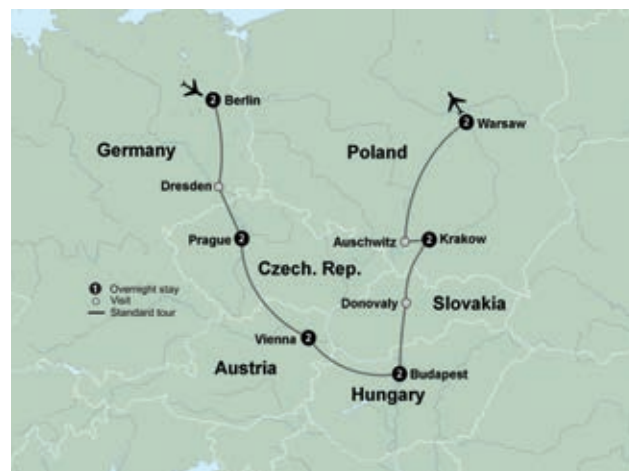 2 Berlin
2 Warsaw
Germany
Poland
Dresden
Prague 2
Auschwitz
2 Krakow
Czech. Rep.
1 Overnight stay
Visit
Standard tour
Donovaly
Slovakia
Vienna 2
Austria
2 Budapest
Hungary